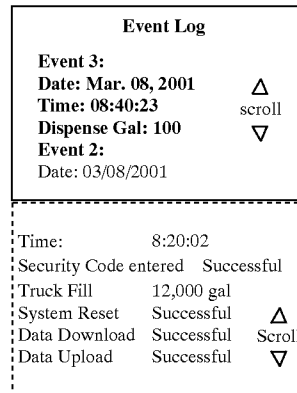 Event Log
Event 3:
Date: Mar. 08, 2001
Time: 08:40:23
scroll
Dispense Gal: 100
Event 2:
Date: 03/08/2001
Time: 8:20:02
Security Code entered Successful
Truck Fill 12,000 gal
System Reset Successful
Data Download Successful Scroll
Data Upload Successful